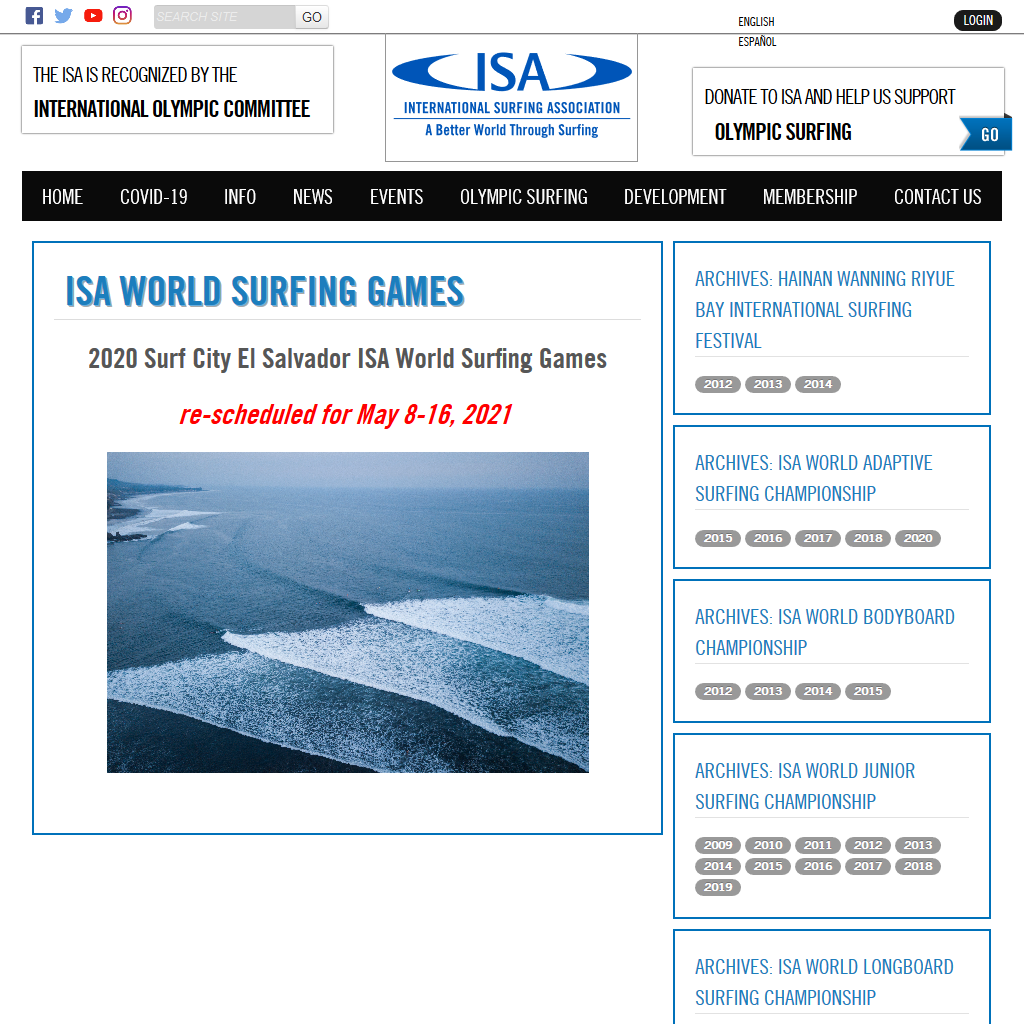 SEARCH SITE
GO
ENGLISH
ESPAÑOL
LOGIN
THE ISA IS RECOGNIZED BY THE
INTERNATIONAL OLYMPIC COMMITTEE
ISA
INTERNATIONAL SURFING ASSOCIATION
A Better World Through Surfing
DONATE TO ISA AND HELP US SUPPORT
OLYMPIC SURFING
GO
HOME COVID-19 INFO NEWS EVENTS OLYMPIC SURFING DEVELOPMENT MEMBERSHIP CONTACT US
ISA WORLD SURFING GAMES
2020 Surf City El Salvador ISA World Surfing Games
re-scheduled for May 8-16, 2021
ARCHIVES: HAINAN WANNING RIYUE
BAY INTERNATIONAL SURFING
FESTIVAL
2012 2013 2014
ARCHIVES: ISA WORLD ADAPTIVE
SURFING CHAMPIONSHIP
2015 2016 2017 2018 2020
ARCHIVES: ISA WORLD BODYBOARD
CHAMPIONSHIP
2012 2013 2014 2015
ARCHIVES: ISA WORLD JUNIOR
SURFING CHAMPIONSHIP
2009 2010 2011 2012 2013
2014 2015 2016 2017 2018
2019
ARCHIVES: ISA WORLD LONGBOARD
SURFING CHAMPIONSHIP